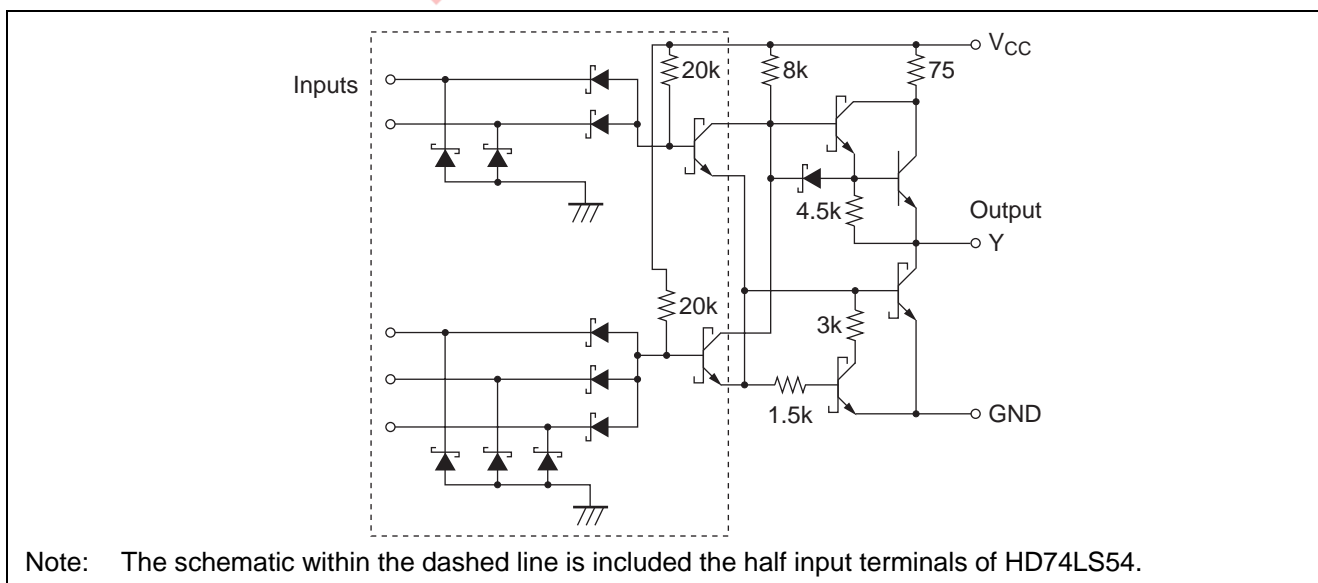 V_CC
20k
8k
75
Inputs
4.5k
Output
Y
20k
3k
1.5k
GND
Note: The schematic within the dashed line is included the half input terminals of HD74LS54.